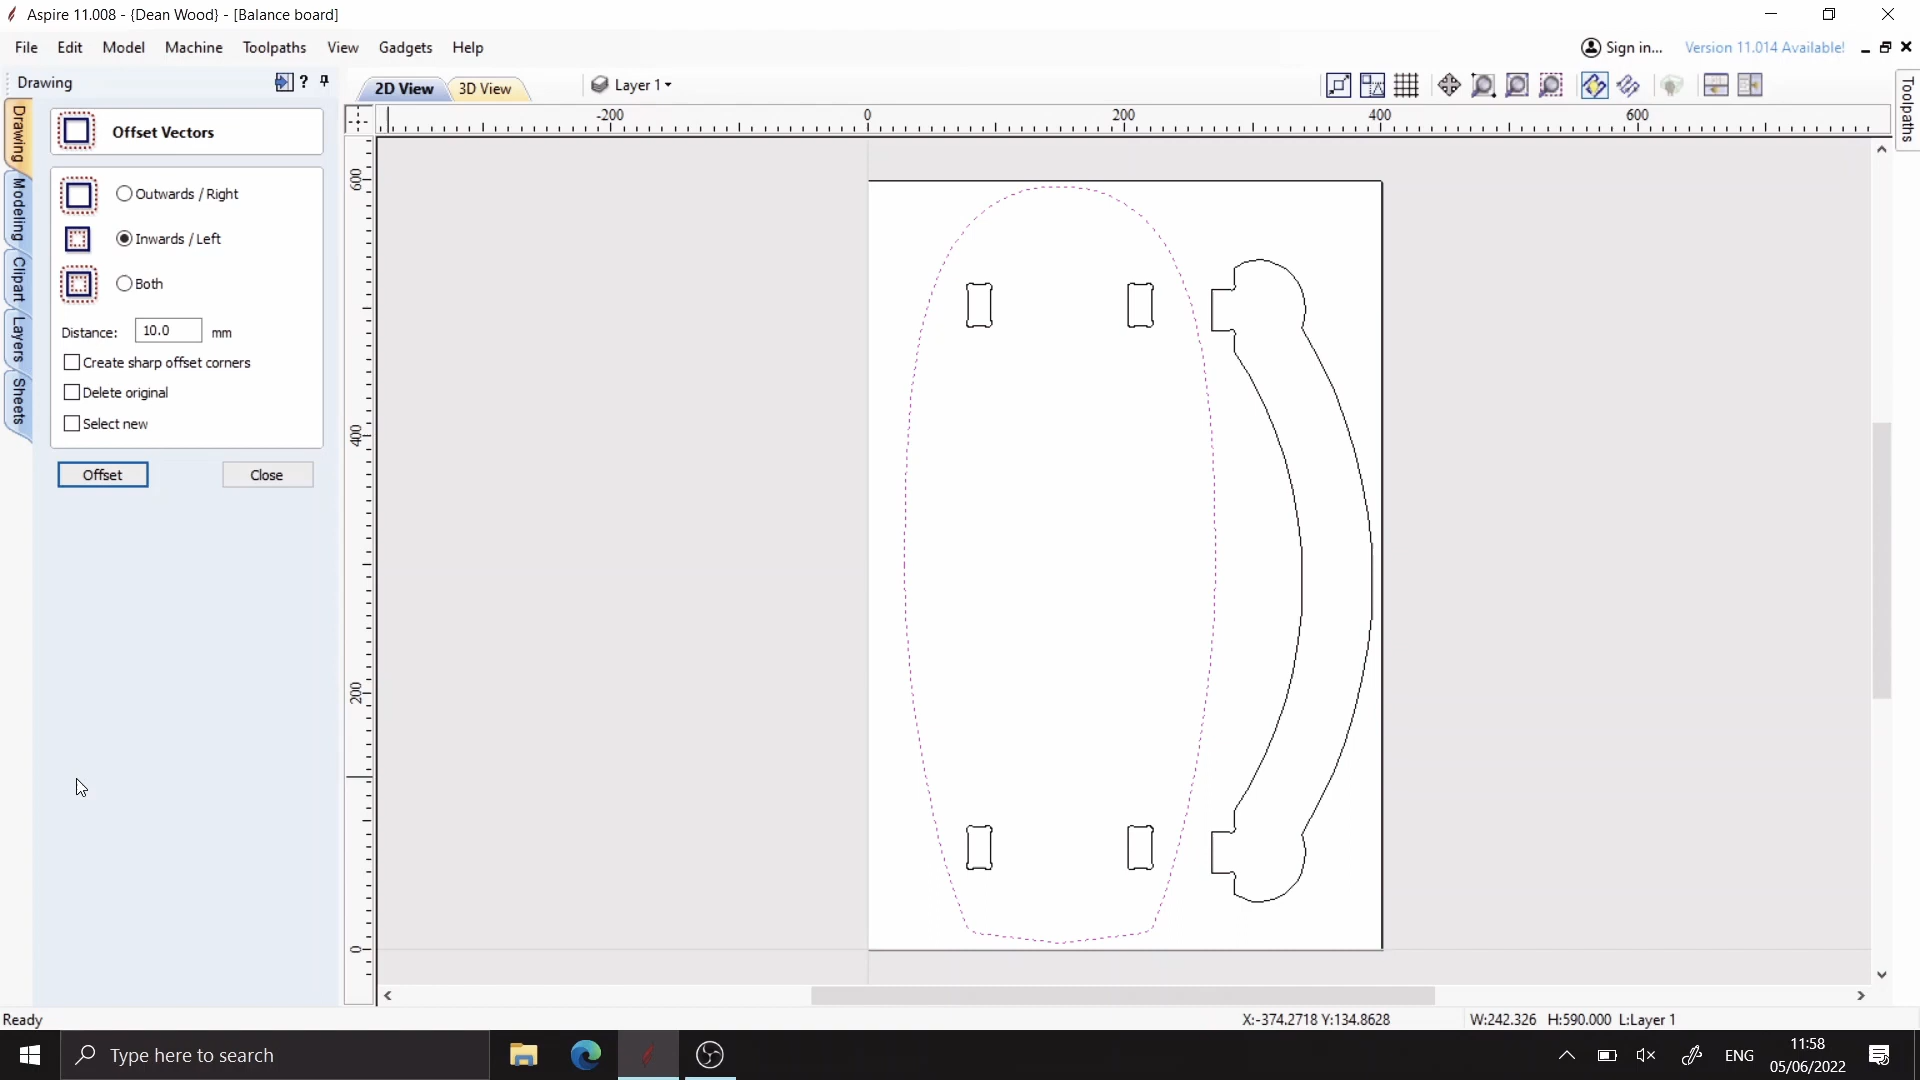 Aspire 11.008 - {Dean Wood} - [Balance board]
File Edit Model Machine Toolpaths View Gadgets Help
Sign in... Version 11.014 Available!
Drawing
?
2D View 3D View
Layer 1
Toolpaths
Drawing
Modeling
Clipart
Layers
Sheets
Offset Vectors
Outwards / Right
Inwards / Left
Both
Distance: 10.0 mm
Create sharp offset corners
Delete original
Select new
Offset Close
-200 0 200 400 600
600
400
200
0
Ready
X:-374.2718 Y:134.8628
W:242.326 H:590.000 L:Layer 1
Type here to search
ENG
11:58
05/06/2022